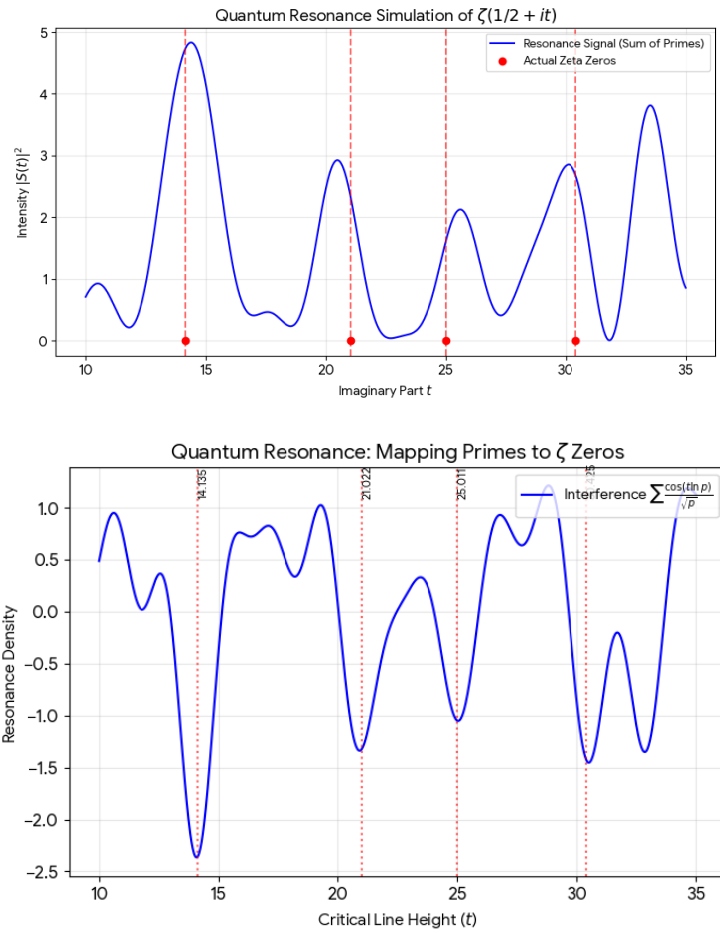 Quantum Resonance Simulation of ζ(1/2 + it)
5
4
3
2
1
0
Intensity |S(t)|²
Resonance Signal (Sum of Primes)
Actual Zeta Zeros
10 15 20 25 30 35
Imaginary Part t
Quantum Resonance: Mapping Primes to ζ Zeros
14.135
21.022
25.011
Interference ∑ cos(t ln p)/√p
1.0
0.5
0.0
−0.5
−1.0
−1.5
−2.0
−2.5
Resonance Density
10 15 20 25 30 35
Critical Line Height (t)